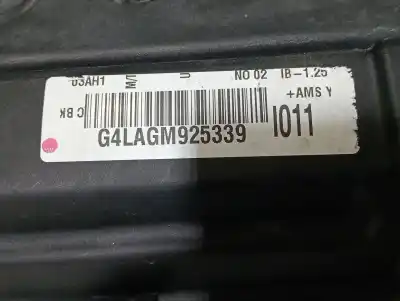 03AH1 M/T U NO 02 IB-1.25
+AMS Y
C BK
G4LAGM925339 I011